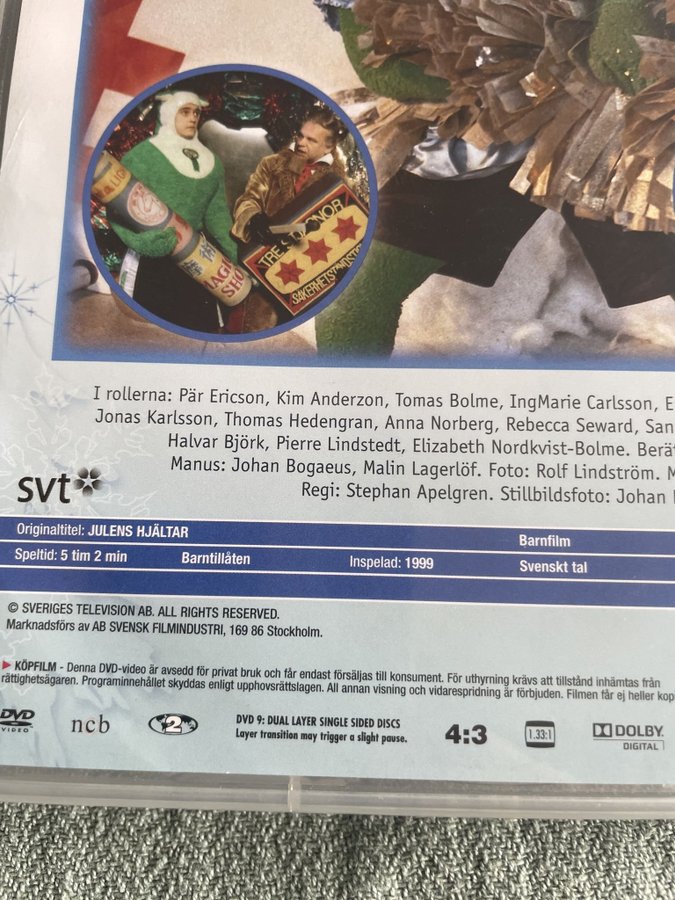 TRE KRONOR
SÄKERHETSTÄNDSTICKOR
MAGIC
SHOW
I rollerna: Pär Ericson, Kim Anderzon, Tomas Bolme, IngMarie Carlsson, E
Jonas Karlsson, Thomas Hedengran, Anna Norberg, Rebecca Seward, San
Halvar Björk, Pierre Lindstedt, Elizabeth Nordkvist-Bolme. Berät
Manus: Johan Bogaeus, Malin Lagerlöf. Foto: Rolf Lindström. M
Regi: Stephan Apelgren. Stillbildsfoto: Johan
svt
Originaltitel: JULENS HJÄLTAR Barnfilm
Speltid: 5 tim 2 min Barntillåten Inspelad: 1999 Svenskt tal
© SVERIGES TELEVISION AB. ALL RIGHTS RESERVED.
Marknadsförs av AB SVENSK FILMINDUSTRI, 169 86 Stockholm.
KÖPFILM - Denna DVD-video är avsedd för privat bruk och får endast försäljas till konsument. För uthyrning krävs att tillstånd inhämtas från
rättighetsägaren. Programinnehållet skyddas enligt upphovsrättslagen. All annan visning och vidarespridning är förbjuden. Filmen får ej heller kop
DVD VIDEO ncb 2 DVD 9: DUAL LAYER SINGLE SIDED DISCS 4:3 1.33:1 DOLBY DIGITAL
Layer transition may trigger a slight pause.